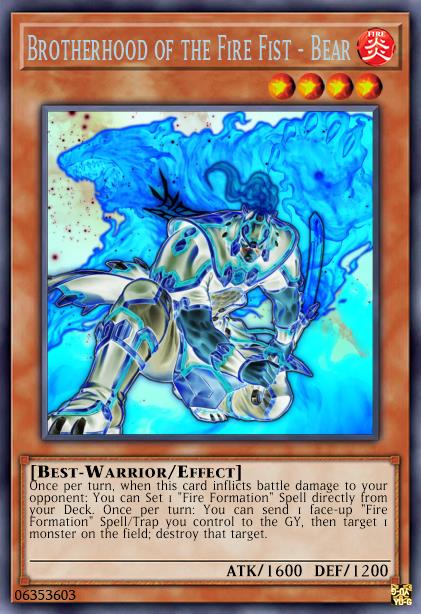 BROTHERHOOD OF THE FIRE FIST - BEAR
FIRE
炎
[BEST-WARRIOR/EFFECT]
Once per turn, when this card inflicts battle damage to your
opponent: You can Set 1 "Fire Formation" Spell directly from
your Deck. Once per turn: You can send 1 face-up "Fire
Formation" Spell/Trap you control to the GY, then target 1
monster on the field; destroy that target.
ATK/1600 DEF/1200
06353603